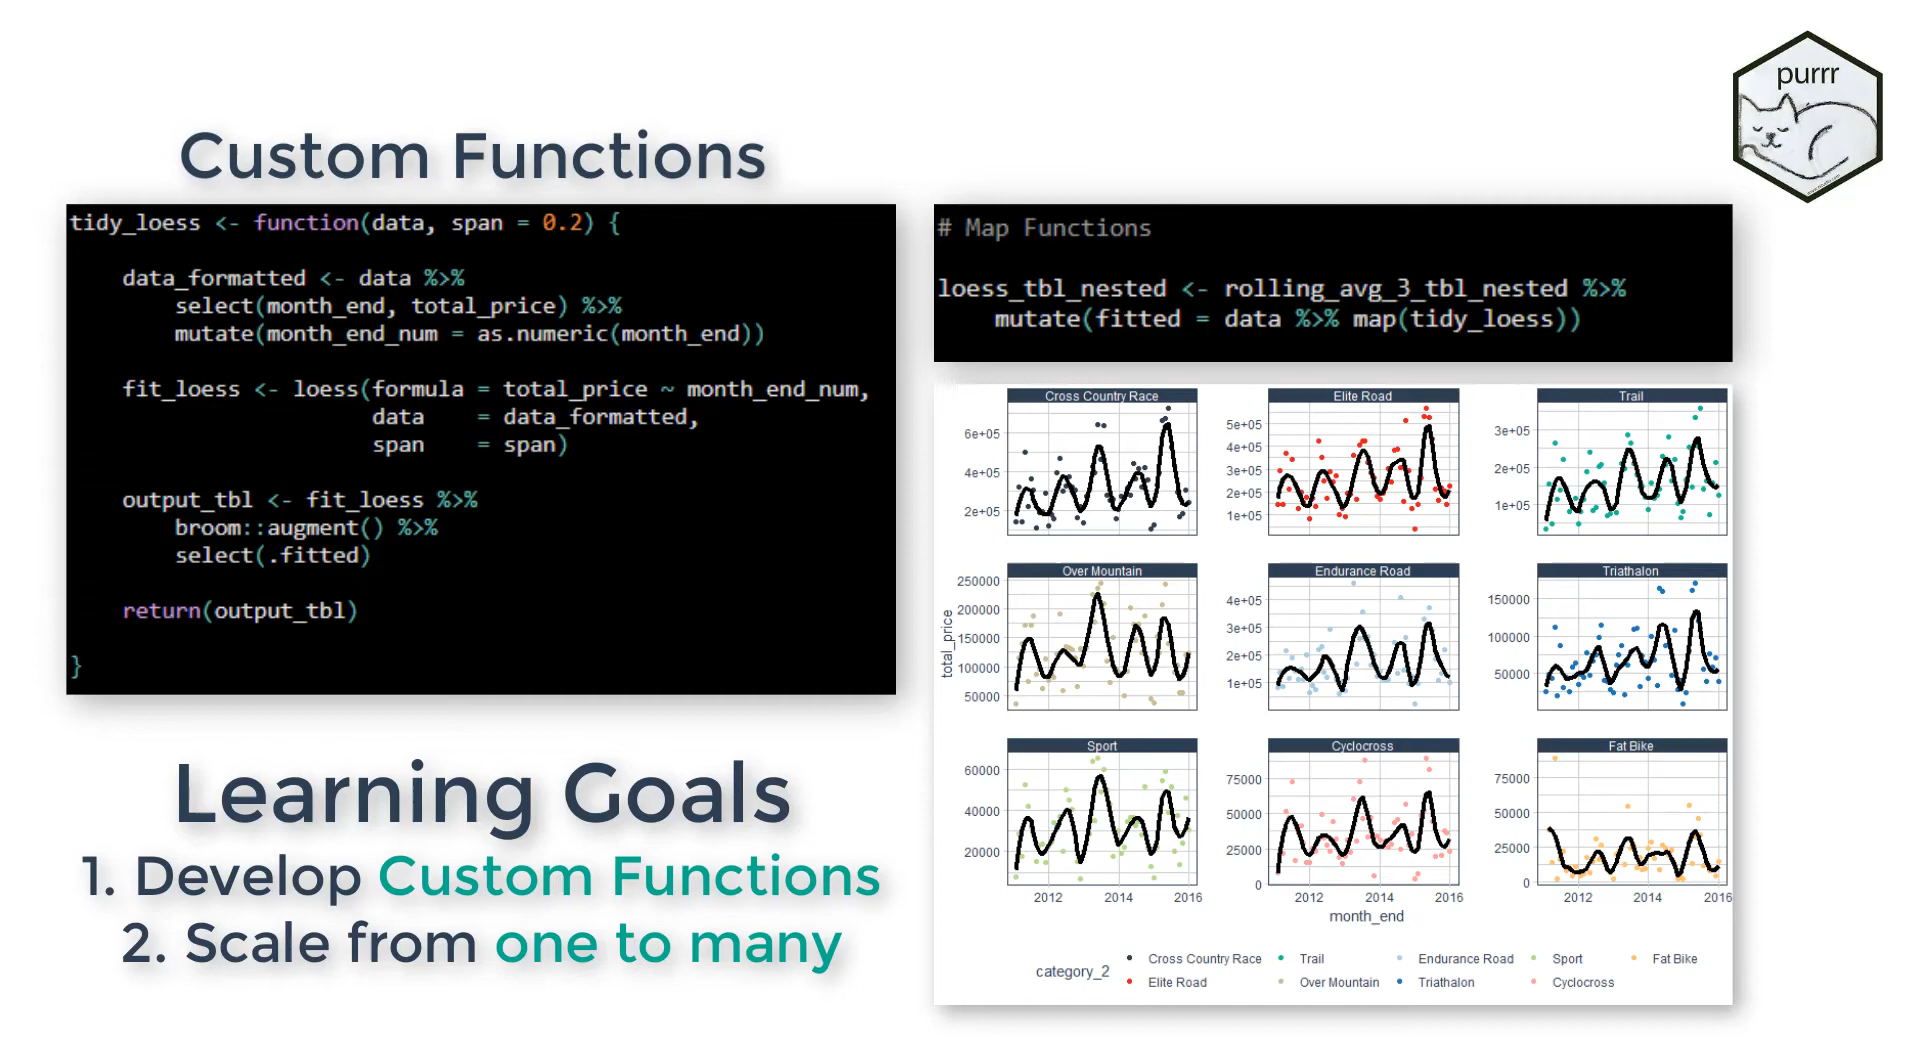 purrr
Custom Functions
tidy_loess <- function(data, span = 0.2) {
data_formatted <- data %>%
select(month_end, total_price) %>%
mutate(month_end_num = as.numeric(month_end))
fit_loess <- loess(formula = total_price ~ month_end_num,
data = data_formatted,
span = span)
output_tbl <- fit_loess %>%
broom::augment() %>%
select(.fitted)
return(output_tbl)
}
Learning Goals
1. Develop Custom Functions
2. Scale from one to many
# Map Functions
loess_tbl_nested <- rolling_avg_3_tbl_nested %>%
mutate(fitted = data %>% map(tidy_loess))
Cross Country Race
6e+05
4e+05
2e+05
Elite Road
5e+05
4e+05
3e+05
2e+05
1e+05
Trail
3e+05
2e+05
1e+05
total_price
Over Mountain
250000
200000
150000
100000
50000
Endurance Road
4e+05
3e+05
2e+05
1e+05
Triathalon
150000
100000
50000
Sport
60000
40000
20000
Cyclocross
75000
50000
25000
0
Fat Bike
75000
50000
25000
0
2012 2014 2016
2012 2014 2016
2012 2014 2016
month_end
category_2
Cross Country Race Trail Endurance Road Sport Fat Bike
Elite Road Over Mountain Triathalon Cyclocross